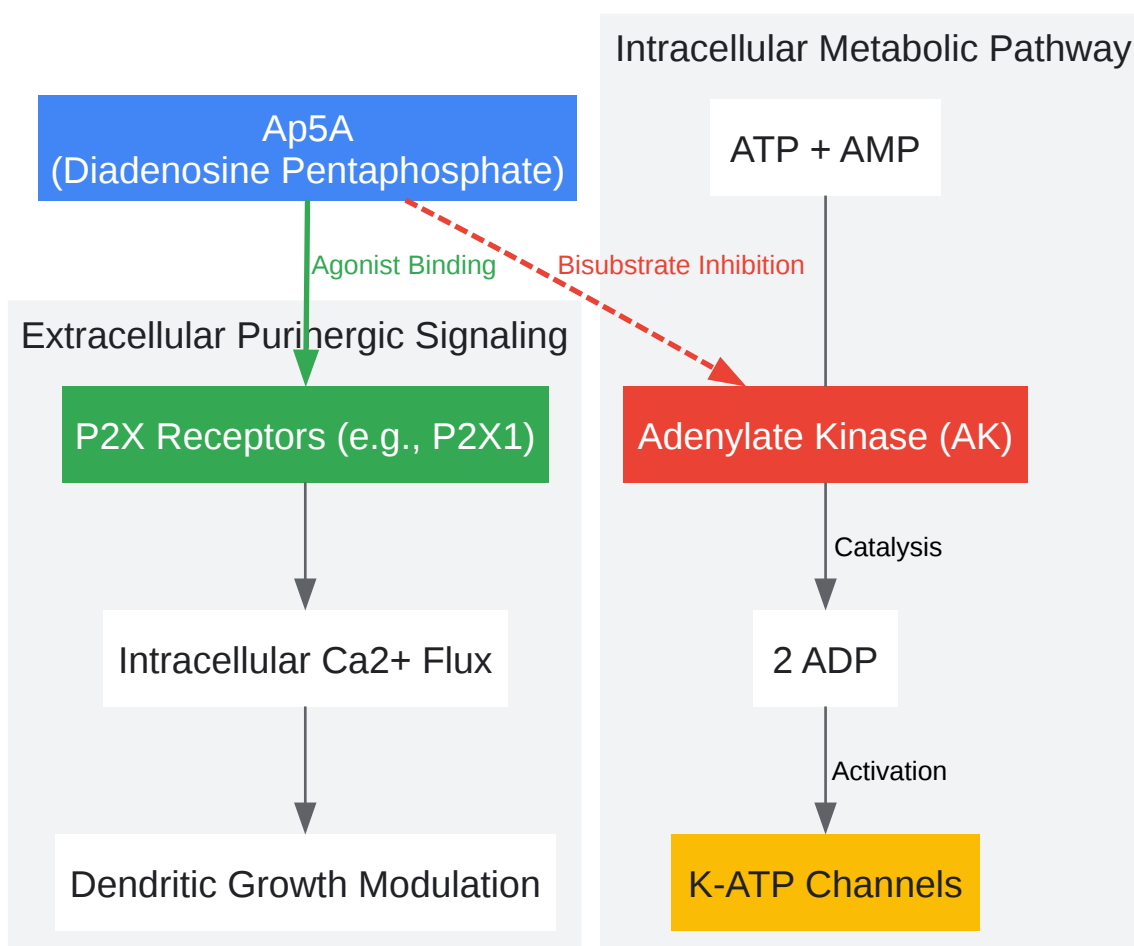 Intracellular Metabolic Pathway
Ap5A
(Diadenosine Pentaphosphate)
ATP + AMP
Agonist Binding
Bisubstrate Inhibition
Extracellular Purinergic Signaling
P2X Receptors (e.g., P2X1)
Adenylate Kinase (AK)
Catalysis
Intracellular Ca2+ Flux
2 ADP
Activation
Dendritic Growth Modulation
K-ATP Channels